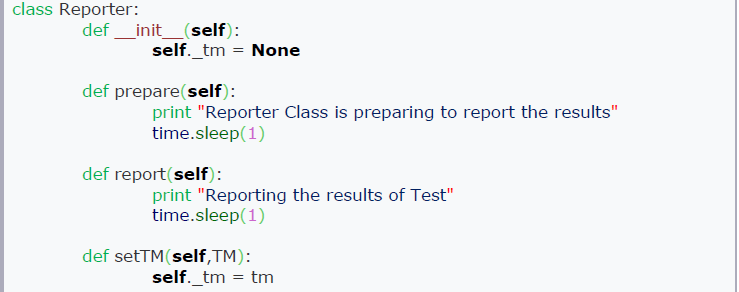 class Reporter:
def __init__(self):
self._tm = None
def prepare(self):
print "Reporter Class is preparing to report the results"
time.sleep(1)
def report(self):
print "Reporting the results of Test"
time.sleep(1)
def setTM(self,TM):
self._tm = tm